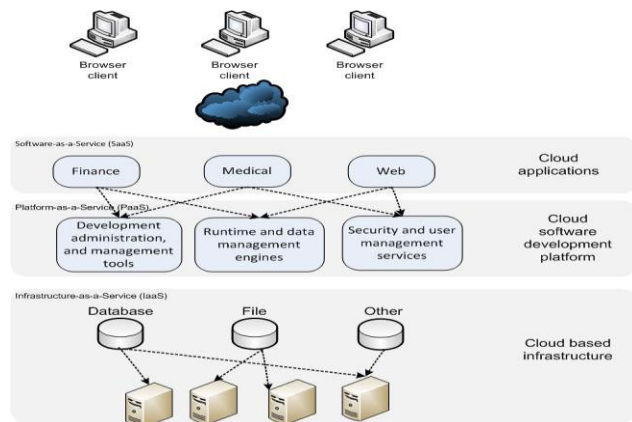 Browser
client
Browser
client
Browser
client
Software-as-a-Service (SaaS)
Finance
Medical
Web
Cloud
applications
Platform-as-a-Service (PaaS)
Development
administration,
and management
tools
Runtime and data
management
engines
Security and user
management
services
Cloud
software
development
platform
Infrastructure-as-a-Service (IaaS)
Database
File
Other
Cloud based
infrastructure